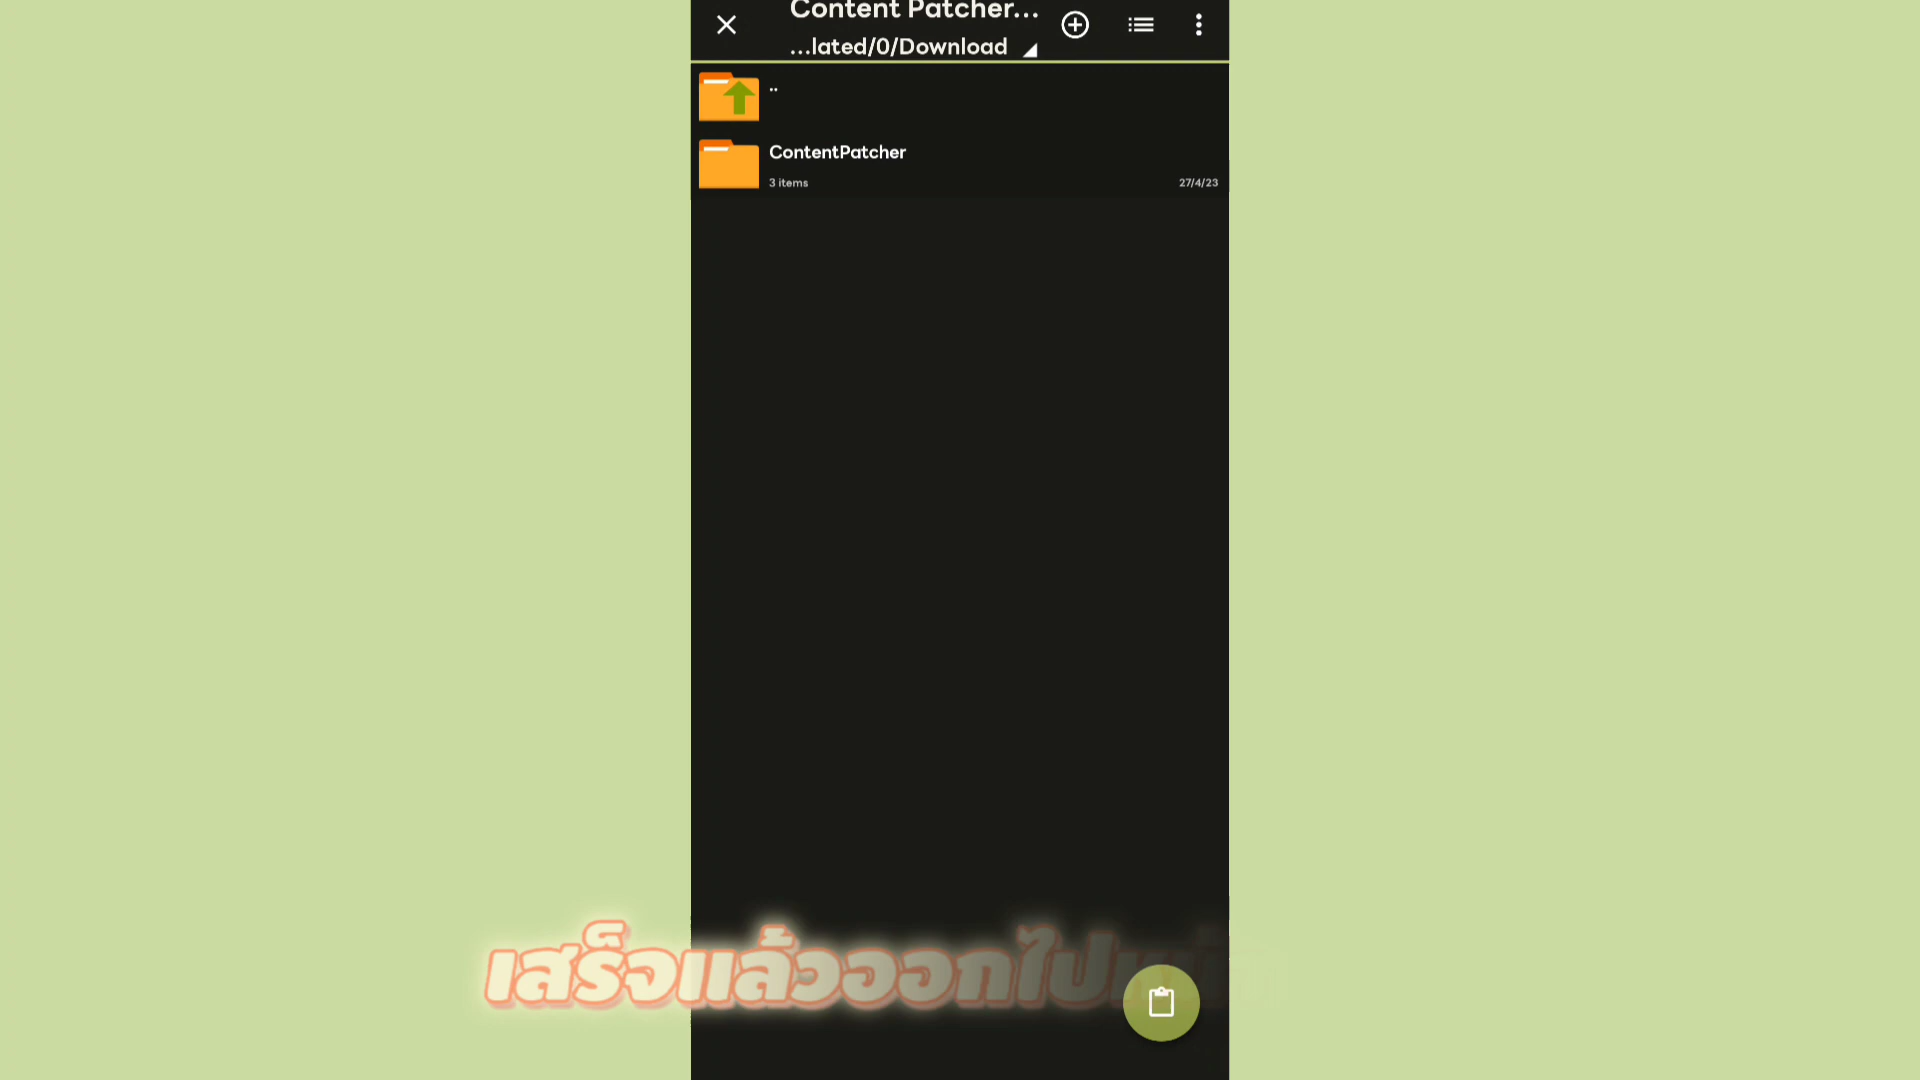 Content Patcher...
...lated/0/Download
..
ContentPatcher
3 items
27/4/23
เสร็จแล้วออกไป